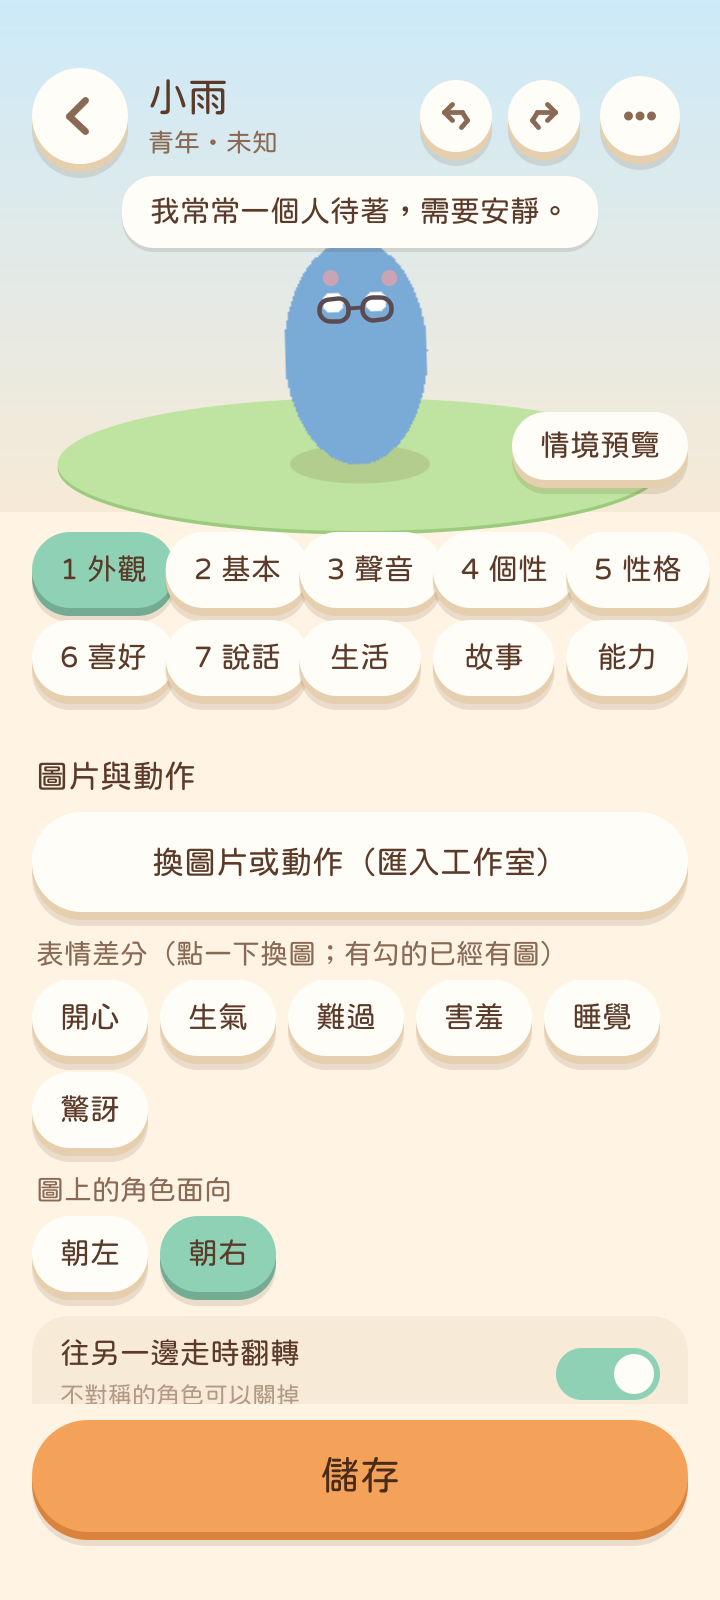 小雨
青年・未知
我常常一個人待著，需要安靜。
情境預覽
1 外觀
2 基本
3 聲音
4 個性
5 性格
6 喜好
7 說話
生活
故事
能力
圖片與動作
換圖片或動作（匯入工作室）
表情差分（點一下換圖；有勾的已經有圖）
開心
生氣
難過
害羞
睡覺
驚訝
圖上的角色面向
朝左
朝右
往另一邊走時翻轉
不對稱的角色可以關掉
儲存